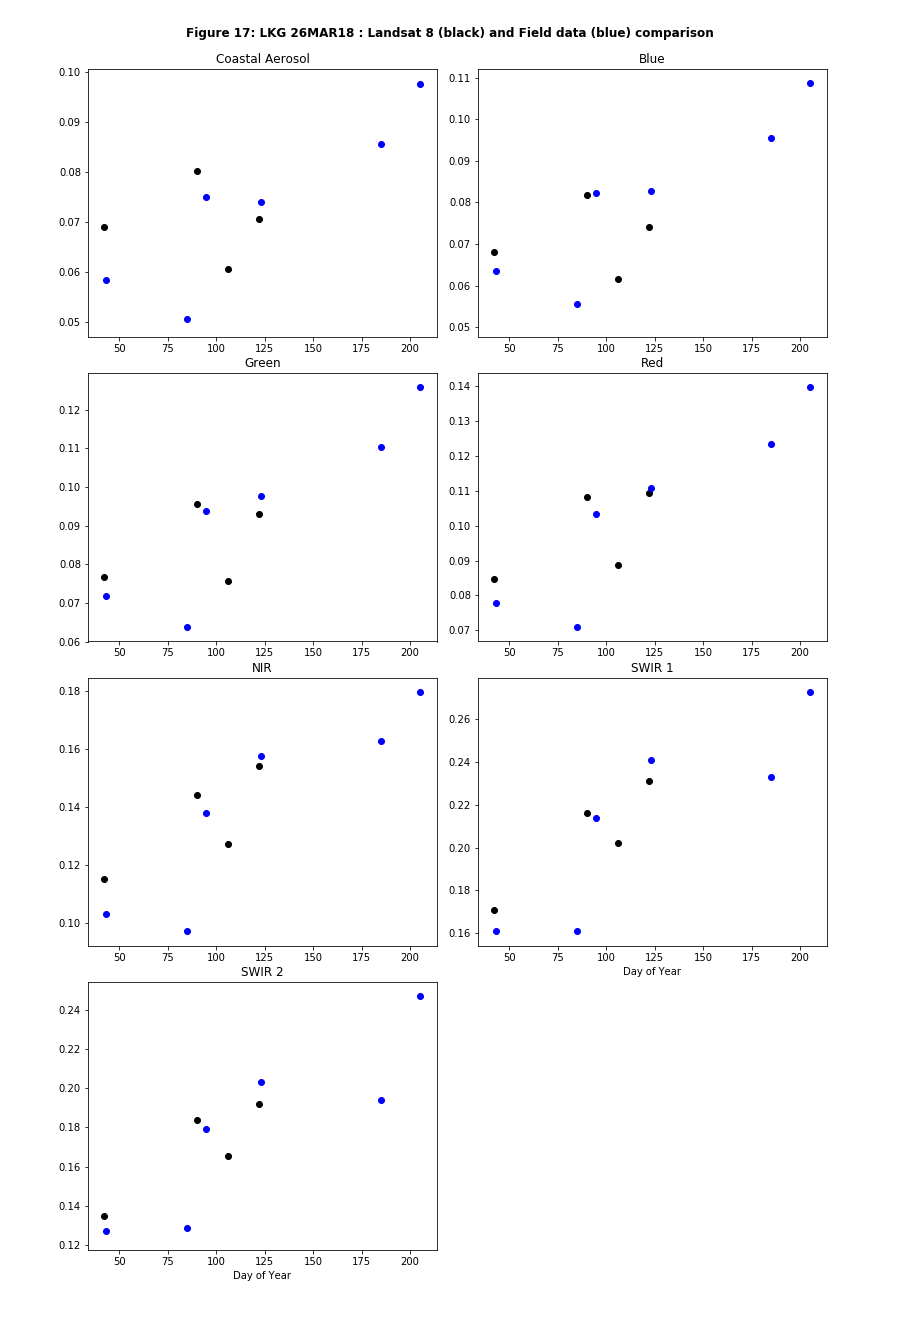 Figure 17: LKG 26MAR18 : Landsat 8 (black) and Field data (blue) comparison
Coastal Aerosol
0.10
0.09
0.08
0.07
0.06
0.05
50 75 100 125 150 175 200
Blue
0.11
0.10
0.09
0.08
0.07
0.06
0.05
50 75 100 125 150 175 200
Green
0.12
0.11
0.10
0.09
0.08
0.07
0.06
50 75 100 125 150 175 200
Red
0.14
0.13
0.12
0.11
0.10
0.09
0.08
0.07
50 75 100 125 150 175 200
NIR
0.18
0.16
0.14
0.12
0.10
50 75 100 125 150 175 200
SWIR 1
0.26
0.24
0.22
0.20
0.18
0.16
50 75 100 125 150 175 200
Day of Year
SWIR 2
0.24
0.22
0.20
0.18
0.16
0.14
0.12
50 75 100 125 150 175 200
Day of Year